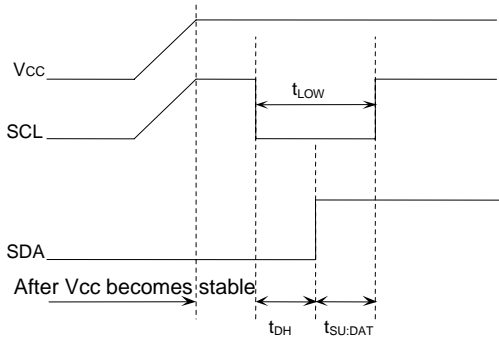 Vcc
tLOW
SCL
SDA
After Vcc becomes stable
tDH
tSU:DAT